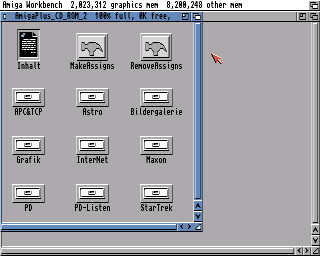 Amiga Workbench 2,023,312 graphics mem 8,200,248 other mem
AmigaPlus_CD_ROM_2 100% full, 0K free,
Inhalt MakeAssigns RemoveAssigns
APC&TCP Astro Bildergalerie
Grafik InterNet Maxon
PD PD-Listen StarTrek